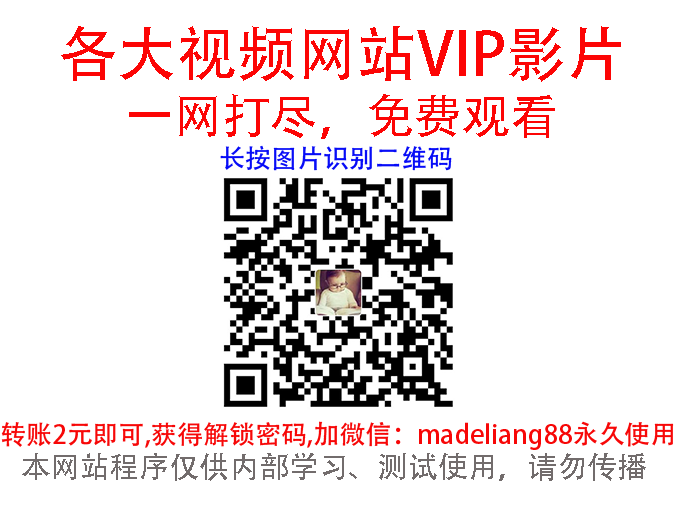 各大视频网站VIP影片
一网打尽，免费观看
长按图片识别二维码
转账2元即可,获得解锁密码,加微信：madeliang88永久使用
本网站程序仅供内部学习、测试使用，请勿传播